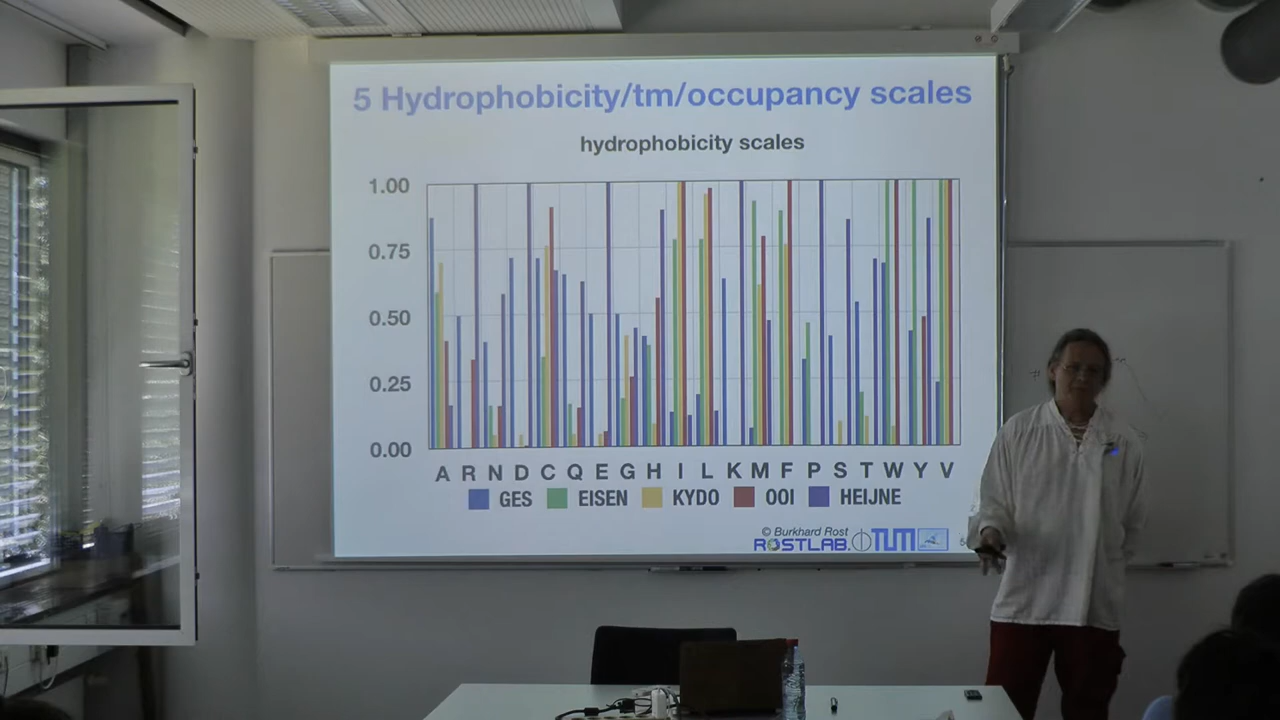 5 Hydrophobicity/tm/occupancy scales
hydrophobicity scales
1.00
0.75
0.50
0.25
0.00
A R N D C Q E G H I L K M F P S T W Y V
GES EISEN KYDO OOI HEIJNE
© Burkhard Rost
ROSTLAB. TUM